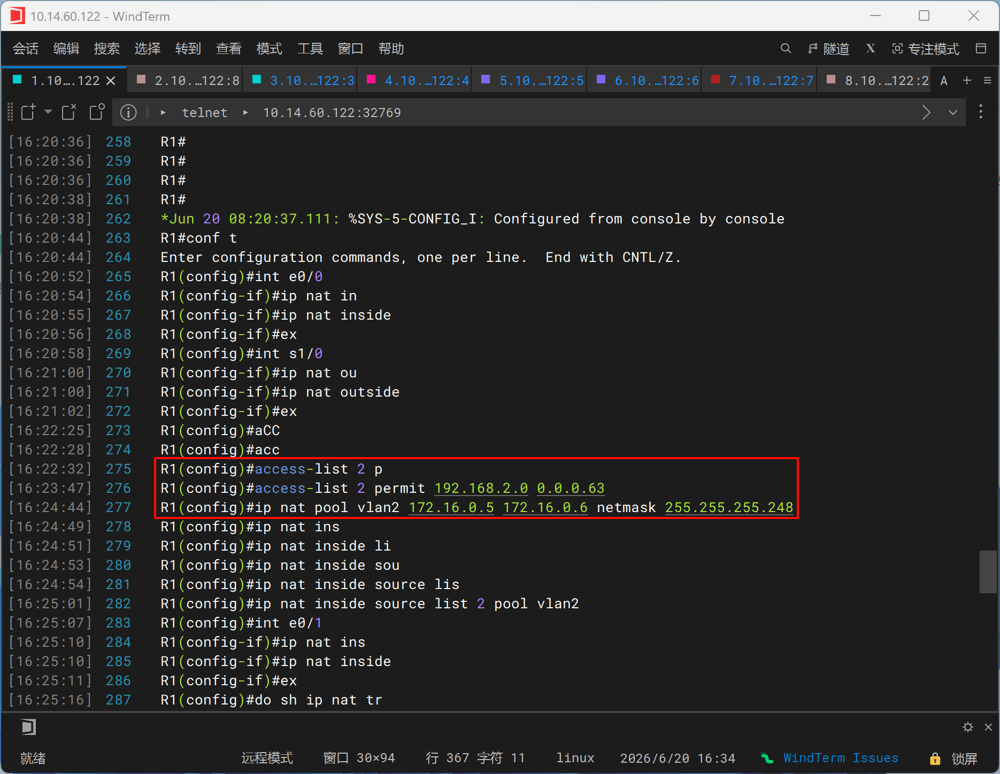 10.14.60.122 - WindTerm
会话 编辑 搜索 选择 转到 查看 模式 工具 窗口 帮助 隧道 X 专注模式
1.10….122 2.10.…122:8 3.10.…122:3 4.10.…122:4 5.10.…122:5 6.10.…122:6 7.10.…122:7 8.10.…122:2 A
telnet 10.14.60.122:32769
[16:20:36] 258 R1#
[16:20:36] 259 R1#
[16:20:36] 260 R1#
[16:20:38] 261 R1#
[16:20:38] 262 *Jun 20 08:20:37.111: %SYS-5-CONFIG_I: Configured from console by console
[16:20:44] 263 R1#conf t
[16:20:44] 264 Enter configuration commands, one per line.  End with CNTL/Z.
[16:20:52] 265 R1(config)#int e0/0
[16:20:54] 266 R1(config-if)#ip nat in
[16:20:55] 267 R1(config-if)#ip nat inside
[16:20:56] 268 R1(config-if)#ex
[16:20:58] 269 R1(config)#int s1/0
[16:21:00] 270 R1(config-if)#ip nat ou
[16:21:00] 271 R1(config-if)#ip nat outside
[16:21:02] 272 R1(config-if)#ex
[16:22:25] 273 R1(config)#aCC
[16:22:28] 274 R1(config)#acc
[16:22:32] 275 R1(config)#access-list 2 p
[16:23:47] 276 R1(config)#access-list 2 permit 192.168.2.0 0.0.0.63
[16:24:44] 277 R1(config)#ip nat pool vlan2 172.16.0.5 172.16.0.6 netmask 255.255.255.248
[16:24:49] 278 R1(config)#ip nat ins
[16:24:51] 279 R1(config)#ip nat inside li
[16:24:53] 280 R1(config)#ip nat inside sou
[16:24:54] 281 R1(config)#ip nat inside source lis
[16:25:01] 282 R1(config)#ip nat inside source list 2 pool vlan2
[16:25:07] 283 R1(config)#int e0/1
[16:25:10] 284 R1(config-if)#ip nat ins
[16:25:10] 285 R1(config-if)#ip nat inside
[16:25:11] 286 R1(config-if)#ex
[16:25:16] 287 R1(config)#do sh ip nat tr
就绪 远程模式 窗口 30×94 行 367 字符 11 linux 2026/6/20 16:34 WindTerm Issues 锁屏